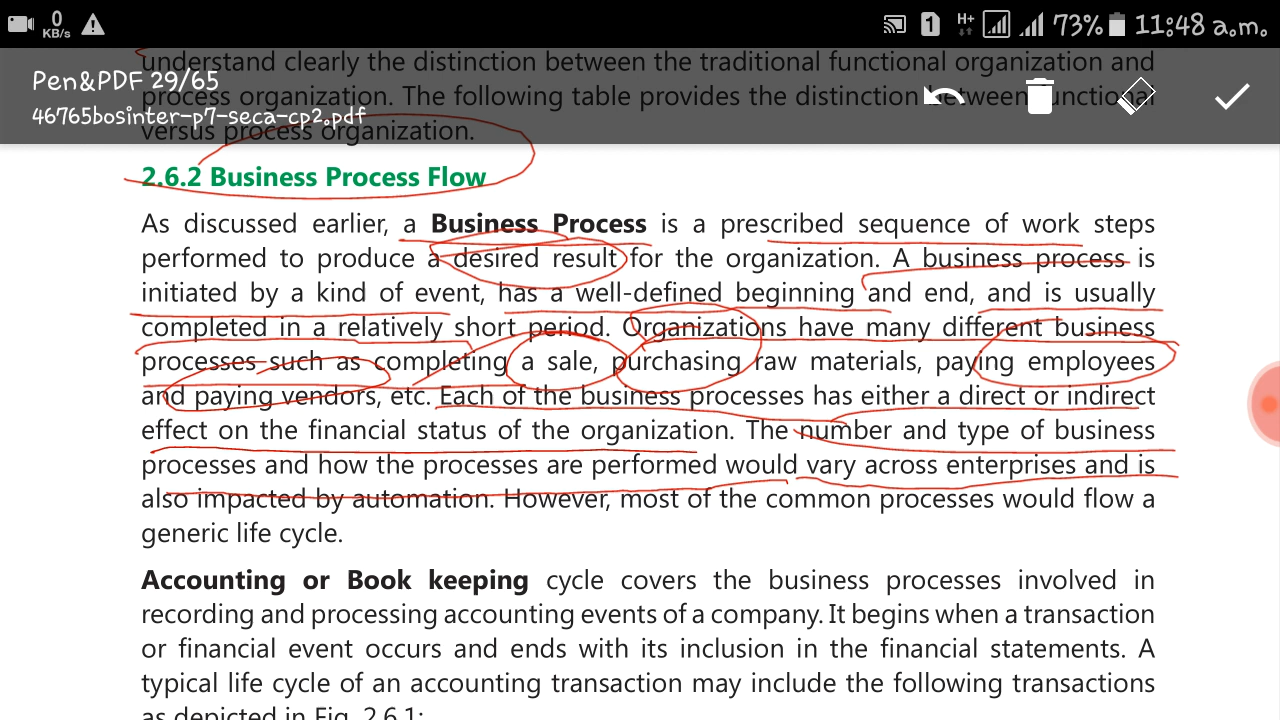 0 KB/s 1 H+ 73% 11:48 a.m.
understand clearly the distinction between the traditional functional organization and
Pen&PDF 29/65
process organization. The following table provides the distinction between functional
46765bosinter-p7-seca-cp2.pdf
versus process organization.
2.6.2 Business Process Flow
As discussed earlier, a Business Process is a prescribed sequence of work steps
performed to produce a desired result for the organization. A business process is
initiated by a kind of event, has a well-defined beginning and end, and is usually
completed in a relatively short period. Organizations have many different business
processes such as completing a sale, purchasing raw materials, paying employees
and paying vendors, etc. Each of the business processes has either a direct or indirect
effect on the financial status of the organization. The number and type of business
processes and how the processes are performed would vary across enterprises and is
also impacted by automation. However, most of the common processes would flow a
generic life cycle.
Accounting or Book keeping cycle covers the business processes involved in
recording and processing accounting events of a company. It begins when a transaction
or financial event occurs and ends with its inclusion in the financial statements. A
typical life cycle of an accounting transaction may include the following transactions
as depicted in Fig. 2.6.1: